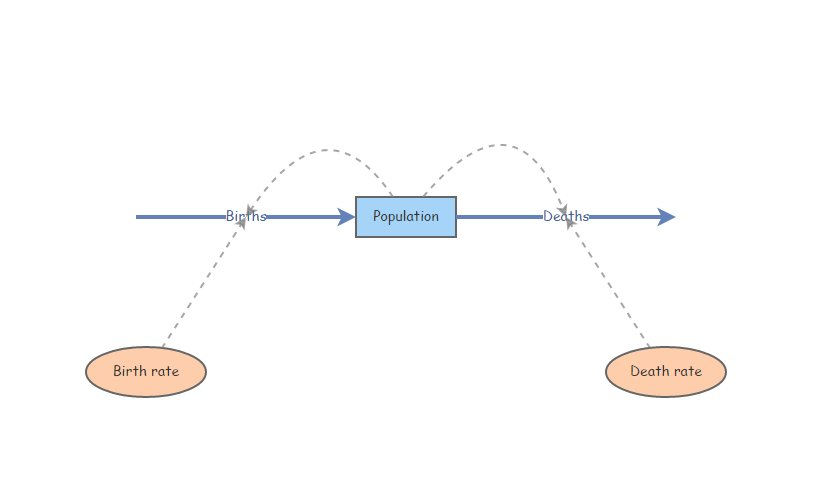 Births
Population
Deaths
Birth rate
Death rate